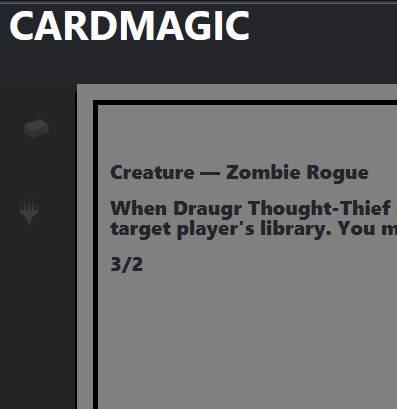 CARDMAGIC
Creature — Zombie Rogue
When Draugr Thought-Thief
target player's library. You
3/2